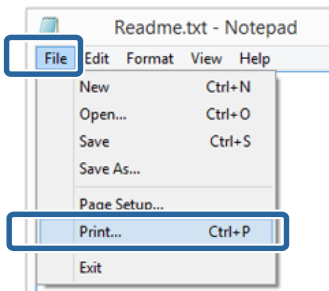 Readme.txt - Notepad
File Edit Format View Help
New Ctrl+N
Open... Ctrl+O
Save Ctrl+S
Save As...
Page Setup...
Print... Ctrl+P
Exit